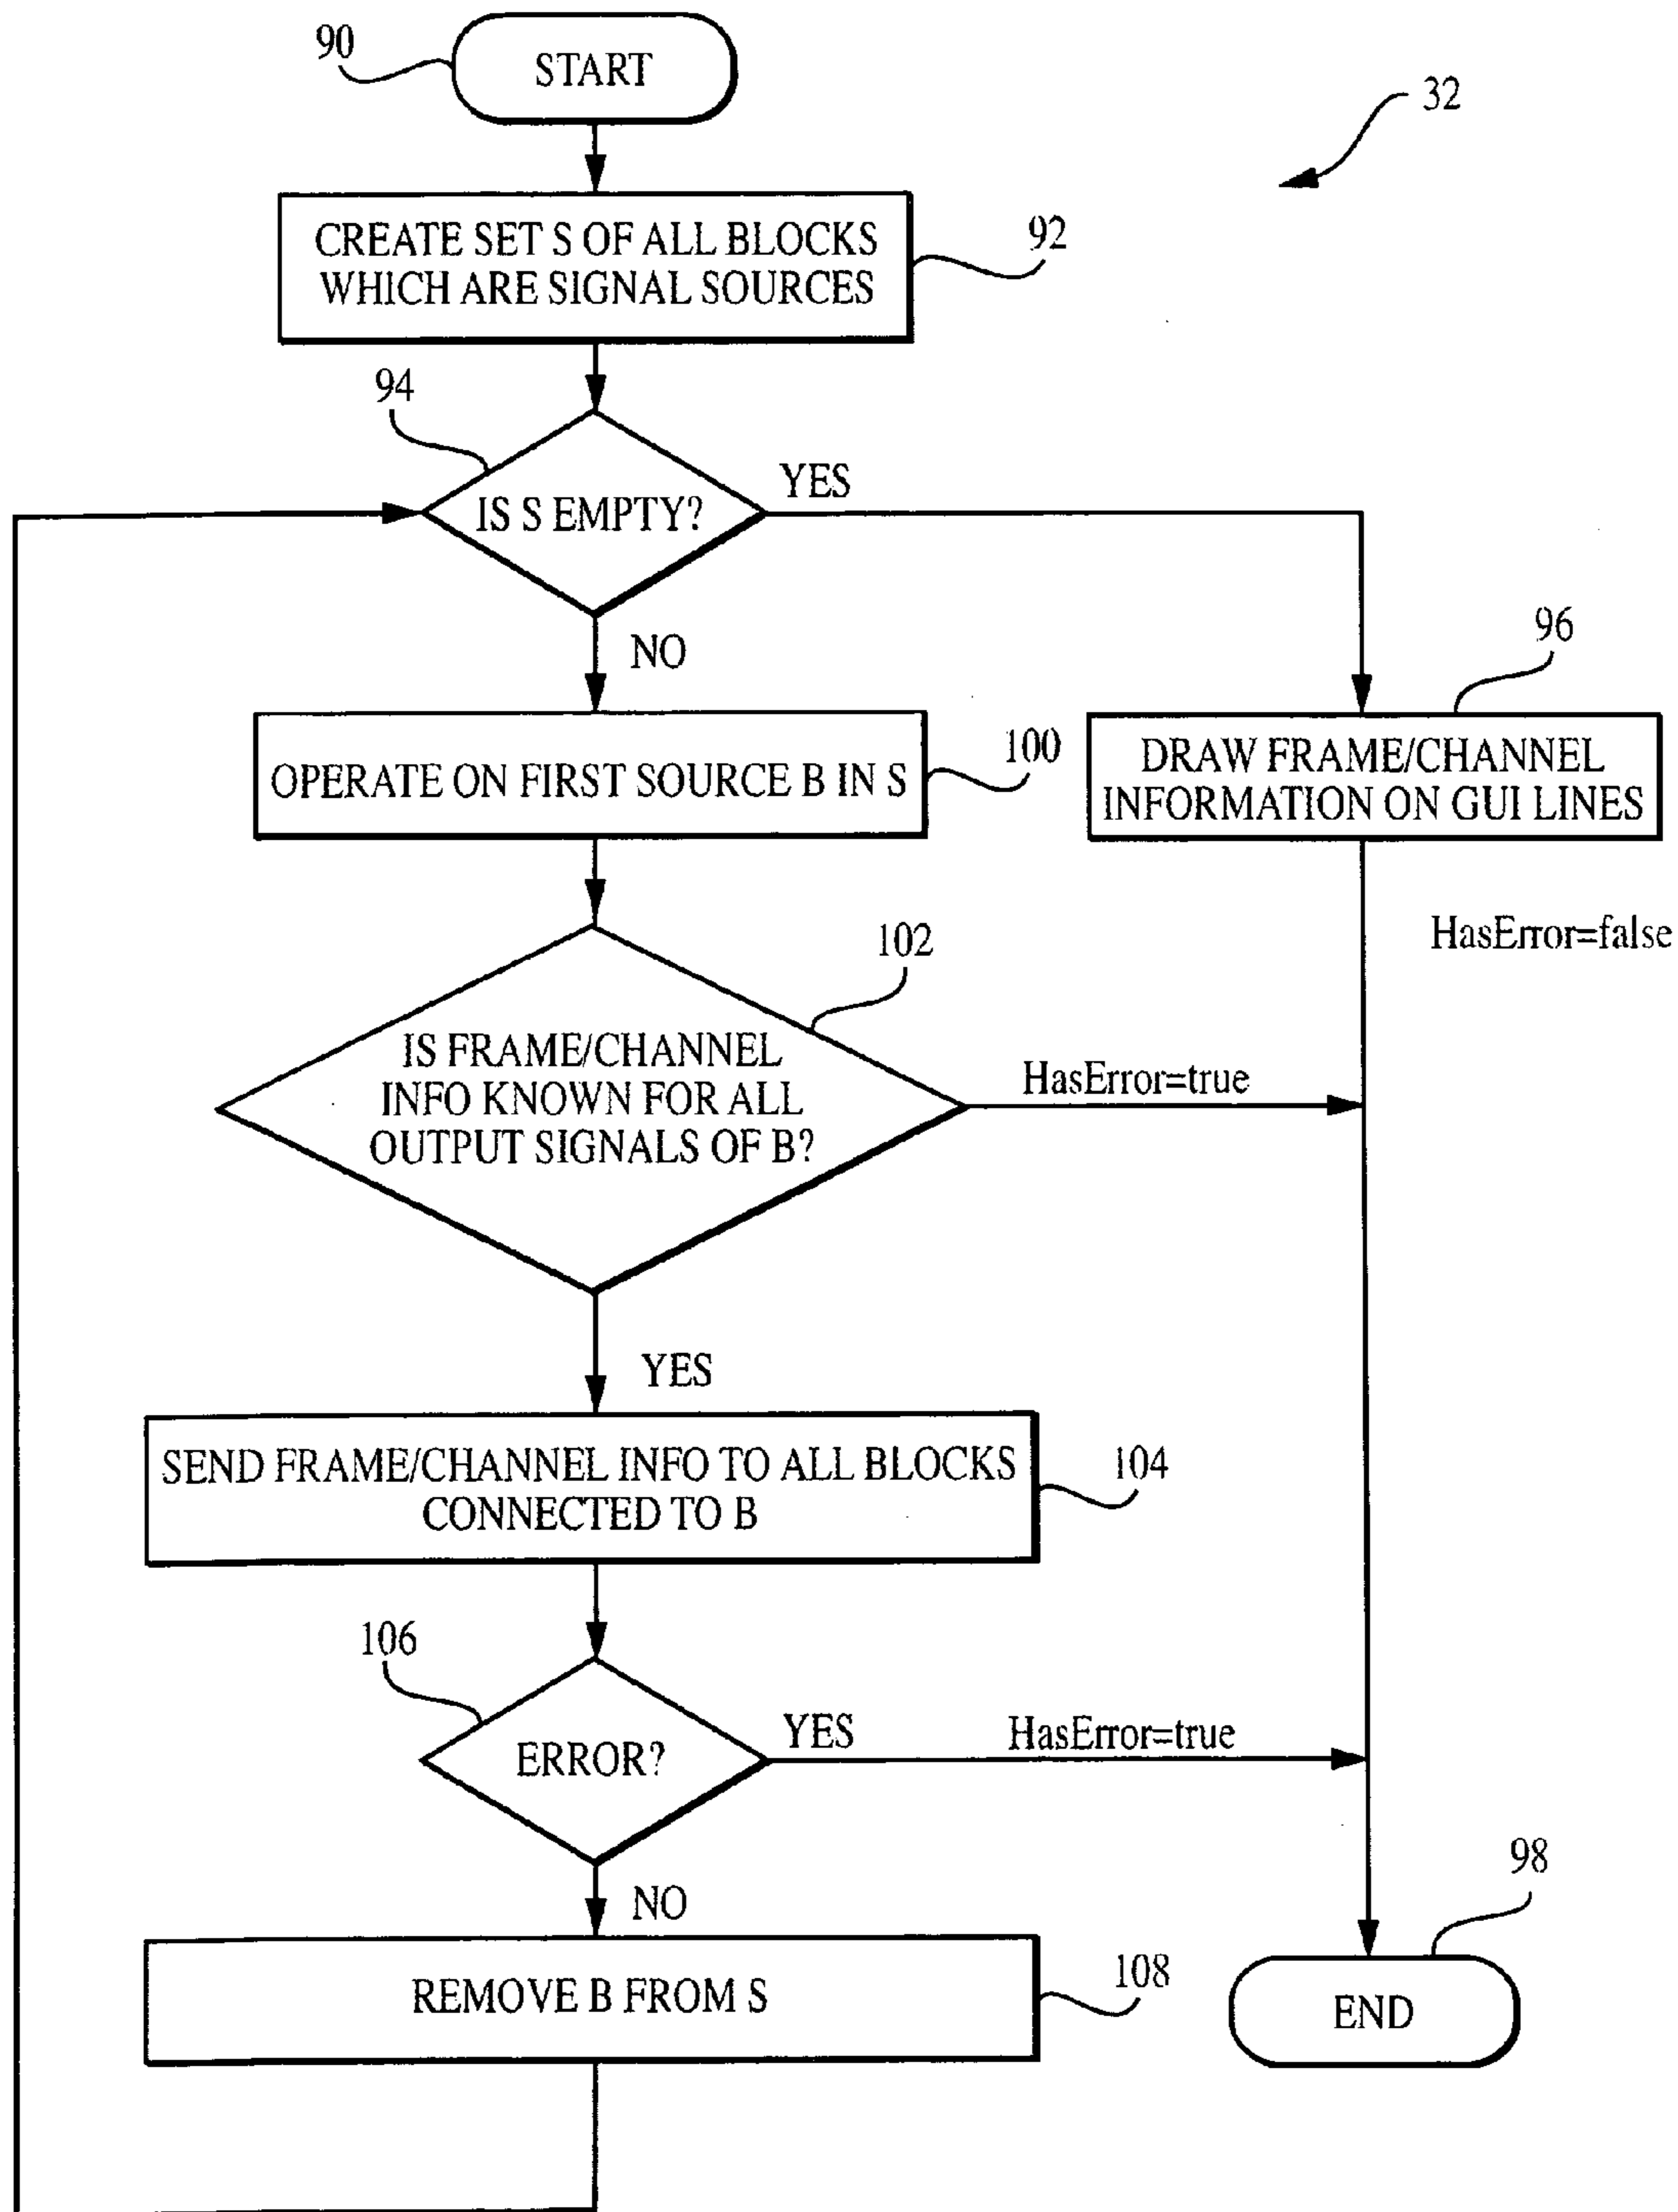 90
START
32
CREATE SET S OF ALL BLOCKS
WHICH ARE SIGNAL SOURCES
92
94
IS S EMPTY?
YES
NO
96
OPERATE ON FIRST SOURCE B IN S
100
DRAW FRAME/CHANNEL
INFORMATION ON GUI LINES
HasError=false
102
IS FRAME/CHANNEL
INFO KNOWN FOR ALL
OUTPUT SIGNALS OF B?
HasError=true
YES
SEND FRAME/CHANNEL INFO TO ALL BLOCKS
CONNECTED TO B
104
106
ERROR?
YES
HasError=true
NO
98
REMOVE B FROM S
108
END